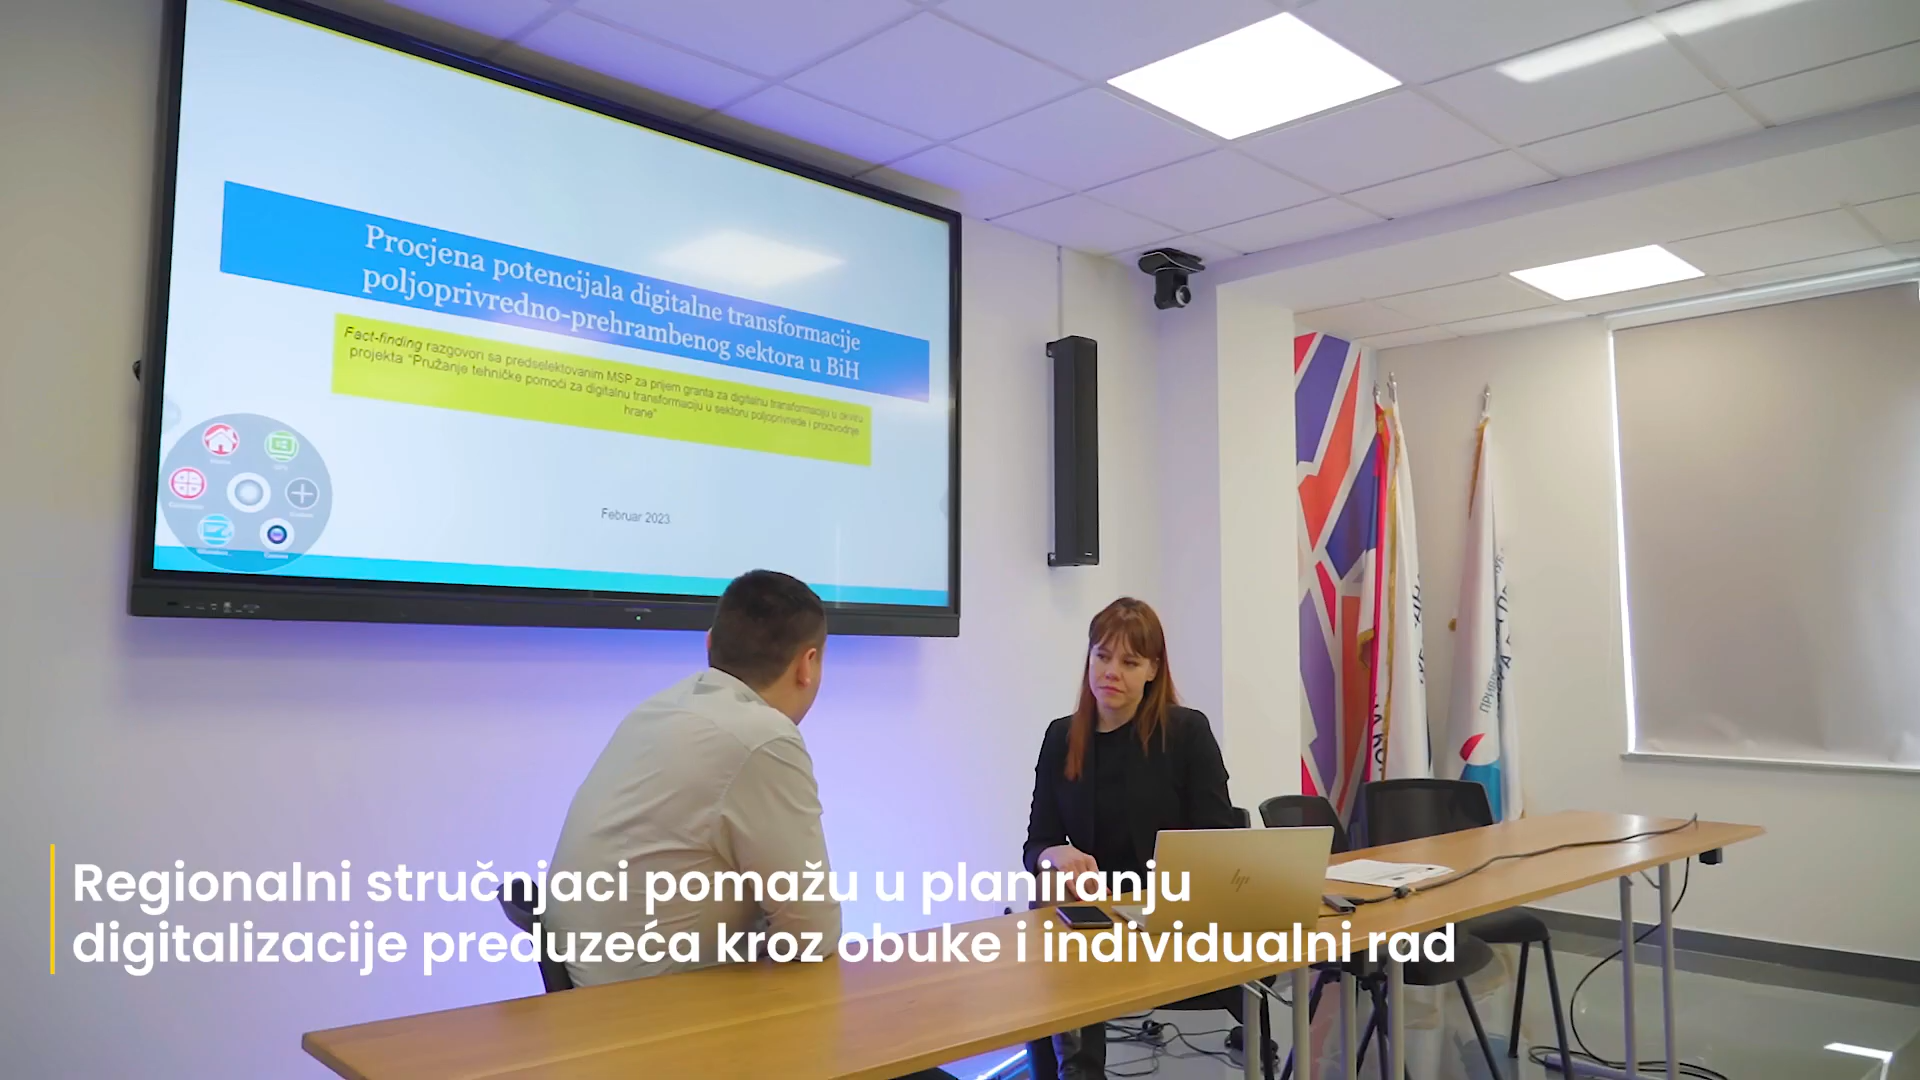 Procjena potencijala digitalne transformacije
poljoprivredno-prehrambenog sektora u BiH
Fact-finding razgovori sa predselektovanim MSP za prijem granta za digitalnu transformaciju u okviru
projekta "Pružanje tehničke pomoći za digitalnu transformaciju u sektoru poljoprivrede i proizvodnje
hrane"
Februar 2023
hp
Regionalni stručnjaci pomažu u planiranju
digitalizacije preduzeća kroz obuke i individualni rad